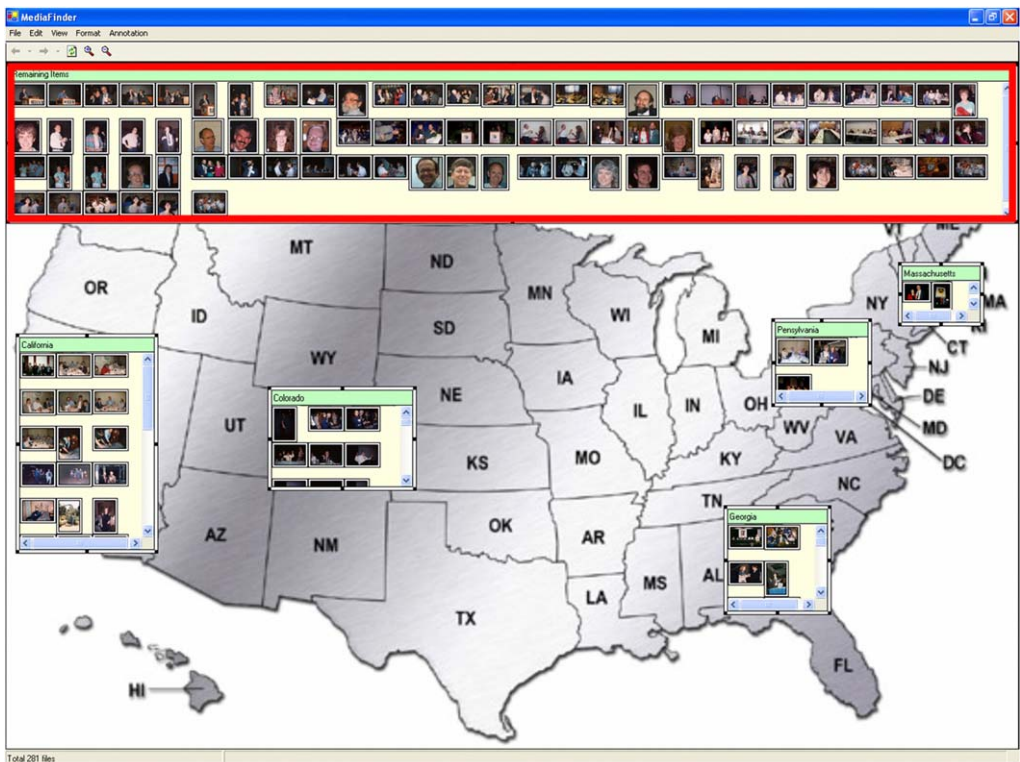 MediaFinder
File Edit View Format Annotation
Remaining Items
MT
ND
MN
OR
ID
SD
WI
MI
NY
VT
ME
Massachusetts
MA
CT
NJ
DE
MD
DC
Pensylvania
California
WY
Colorado
NE
IA
IL
IN
OH
WV
VA
UT
KS
MO
KY
NC
TN
AZ
NM
OK
AR
Georgia
MS
AL
LA
TX
FL
HI
Total 281 files